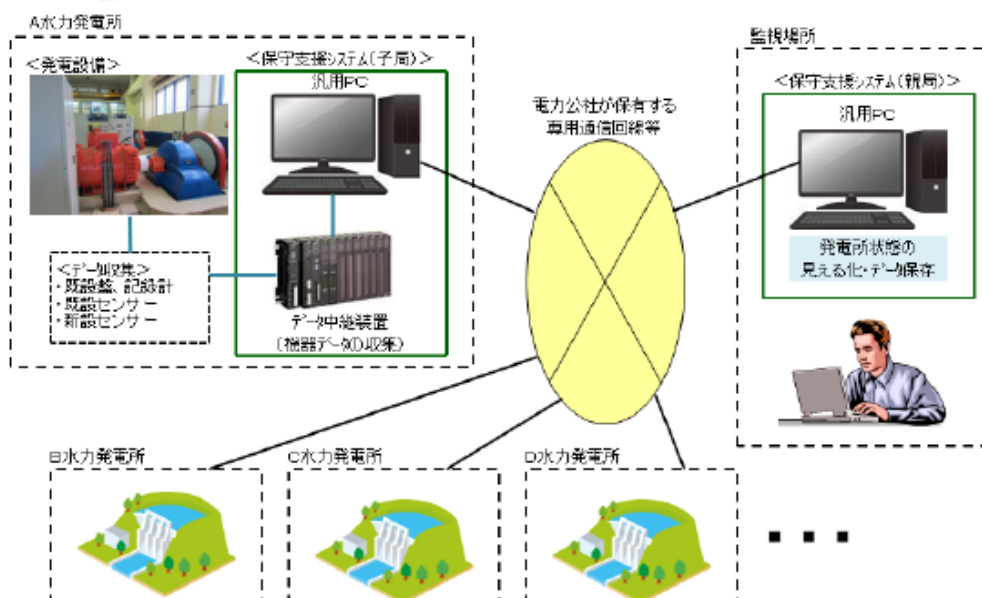 A水力発電所
<発電設備>
<保守支援システム(子局)>
汎用PC
<データ収集>
・既設盤、記録計
・既設センサー
・新設センサー
データ中継装置
(機器データの収集)
電力公社が保有する
専用通信回線等
監視場所
<保守支援システム(親局)>
汎用PC
発電所状態の
見える化・データ保存
B水力発電所
C水力発電所
D水力発電所